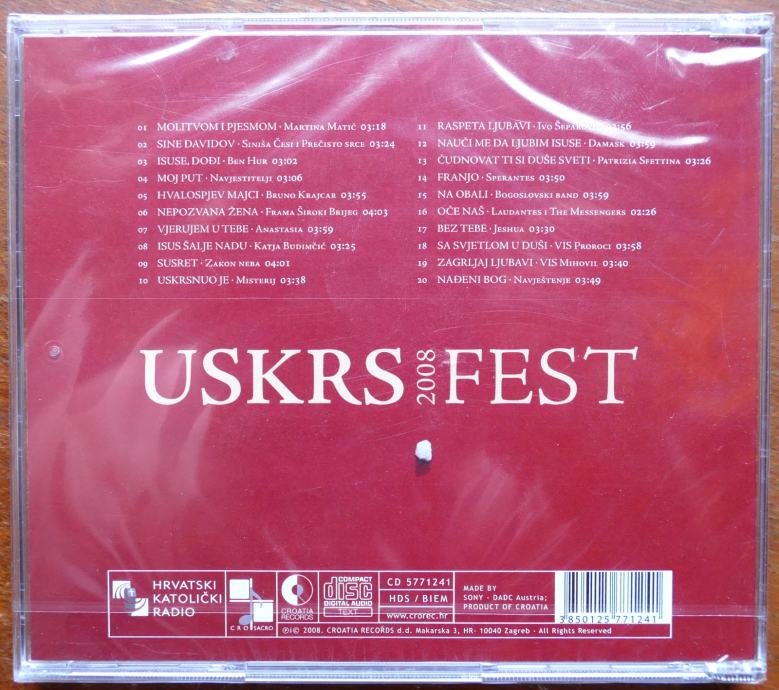 01 MOLITVOM I PJESMOM · MARTINA MATIĆ 03:18
02 SINE DAVIDOV · SINIŠA ČESI I PREČISTO SRCE 03:24
03 ISUSE, DOĐI · BEN HUR 03:02
04 MOJ PUT · NAVJESTITELJI 03:06
05 HVALOSPJEV MAJCI · BRUNO KRAJCAR 03:55
06 NEPOZVANA ŽENA · FRAMA ŠIROKI BRIJEG 04:03
07 VJERUJEM U TEBE · ANASTASIA 03:59
08 ISUS ŠALJE NADU · KATJA BUDIMČIĆ 03:25
09 SUSRET · ZAKON NEBA 04:01
10 USKRSNUO JE · MISTERIJ 03:38
11 RASPETA LJUBAVI · IVO 03:56
12 NAUČI ME DA LJUBIM ISUSE · DAMASK 03:59
13 ČUDNOVAT TI SI DUŠE SVETI · PATRIZIA SFETTINA 03:26
14 FRANJO · SPERANTES 03:50
15 NA OBALI · BOGOSLOVSKI BAND 03:59
16 OČE NAŠ · LAUDANTES I THE MESSENGERS 02:26
17 BEZ TEBE · JESHUA 03:30
18 SA SVJETLOM U DUŠI · VIS PROROCI 03:58
19 ZAGRLJAJ LJUBAVI · VIS MIHOVIL 03:40
20 NAĐENI BOG · NAVJEŠTENJE 03:49
USKRS 2008 FEST
HRVATSKI
KATOLIČKI
RADIO
CRO SACRO
CROATIA
RECORDS
COMPACT
disc
DIGITAL AUDIO
TEXT
CD 5771241
HDS / BIEM
www.crorec.hr
MADE BY
SONY - DADC Austria;
PRODUCT OF CROATIA
3 850125 771241
℗© 2008. CROATIA RECORDS d.d. Makarska 3, HR- 10040 Zagreb · All Rights Reserved